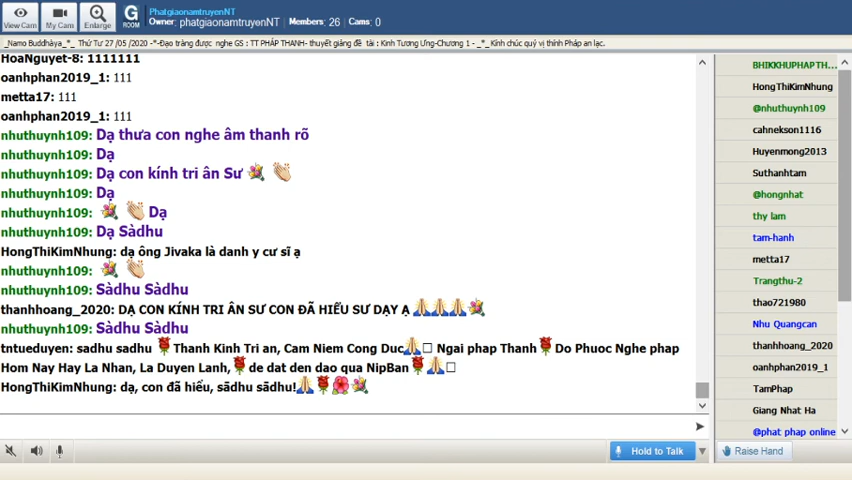 View Cam
My Cam
Enlarge
G
ROOM
PhatgiaonamtruyenNT
Owner: phatgiaonamtruyenNT Members: 26 Cams: 0
_Namo Buddhàya_*_ Thứ Tư 27 /05 /2020 -*-Đạo tràng được nghe GS : TT PHÁP THANH- thuyết giảng đề tài : Kinh Tương Ưng-Chương 1 - _*_ Kính chúc quý vị thính Pháp an lạc.
HoaNguyet-8: 1111111
oanhphan2019_1: 111
metta17: 111
oanhphan2019_1: 111
nhuthuynh109: Dạ thưa con nghe âm thanh rõ
nhuthuynh109: Dạ
nhuthuynh109: Dạ con kính tri ân Sư 💐 👏
nhuthuynh109: Dạ
nhuthuynh109: 💐 👏 Dạ
nhuthuynh109: Dạ Sàdhu
HongThiKimNhung: dạ ông Jivaka là danh y cư sĩ ạ
nhuthuynh109: 💐 👏
nhuthuynh109: Sàdhu Sàdhu
thanhhoang_2020: DẠ CON KÍNH TRI ÂN SƯ CON ĐÃ HIỂU SƯ DẠY Ạ 🙏🙏🙏💐
nhuthuynh109: Sàdhu Sàdhu
tntueduyen: sadhu sadhu 🌹Thanh Kinh Tri an, Cam Niem Cong Duc🙏□ Ngai phap Thanh🌹Do Phuoc Nghe phap
Hom Nay Hay La Nhan, La Duyen Lanh,🌹de dat den dao qua NipBan🌹🙏□
HongThiKimNhung: dạ, con đã hiểu, sādhu sādhu!🙏🌹🌺💐
BHIKKHUPHAPTH...
HongThiKimNhung
@nhuthuynh109
cahnekson1116
Huyenmong2013
Suthanhtam
@hongnhat
thy lam
tam-hanh
metta17
Trangthu-2
thao721980
Nhu Quangcan
thanhhoang_2020
oanhphan2019_1
TamPhap
Giang Nhat Ha
@phat phap online
Hold to Talk
Raise Hand